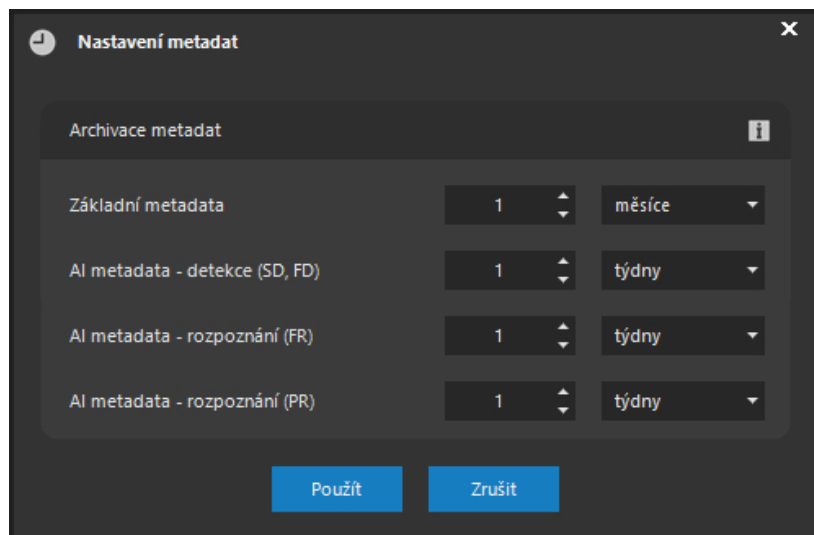 Nastavení metadat
Archivace metadat
Základní metadata 1 měsíce
AI metadata - detekce (SD, FD) 1 týdny
AI metadata - rozpoznání (FR) 1 týdny
AI metadata - rozpoznání (PR) 1 týdny
Použít Zrušit